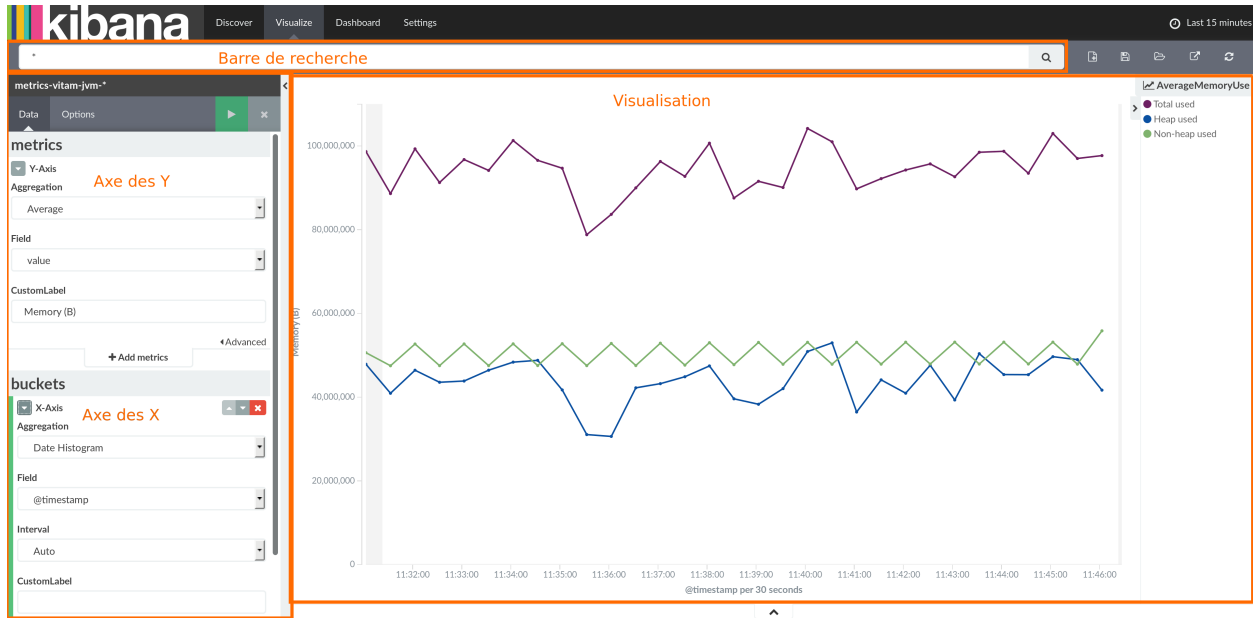 kibana
Discover
Visualize
Dashboard
Settings
Last 15 minutes
*
Barre de recherche
metrics-vitam-jvm-*
Data
Options
metrics
Y-Axis
Axe des Y
Aggregation
Average
Field
value
CustomLabel
Memory (B)
Advanced
Add metrics
buckets
X-Axis
Axe des X
Aggregation
Date Histogram
Field
@timestamp
Interval
Auto
CustomLabel
Visualisation
Memory (B)
100,000,000
80,000,000
60,000,000
40,000,000
20,000,000
0
11:32:00 11:33:00 11:34:00 11:35:00 11:36:00 11:37:00 11:38:00 11:39:00 11:40:00 11:41:00 11:42:00 11:43:00 11:44:00 11:45:00 11:46:00
@timestamp per 30 seconds
AverageMemoryUse
Total used
Heap used
Non-heap used